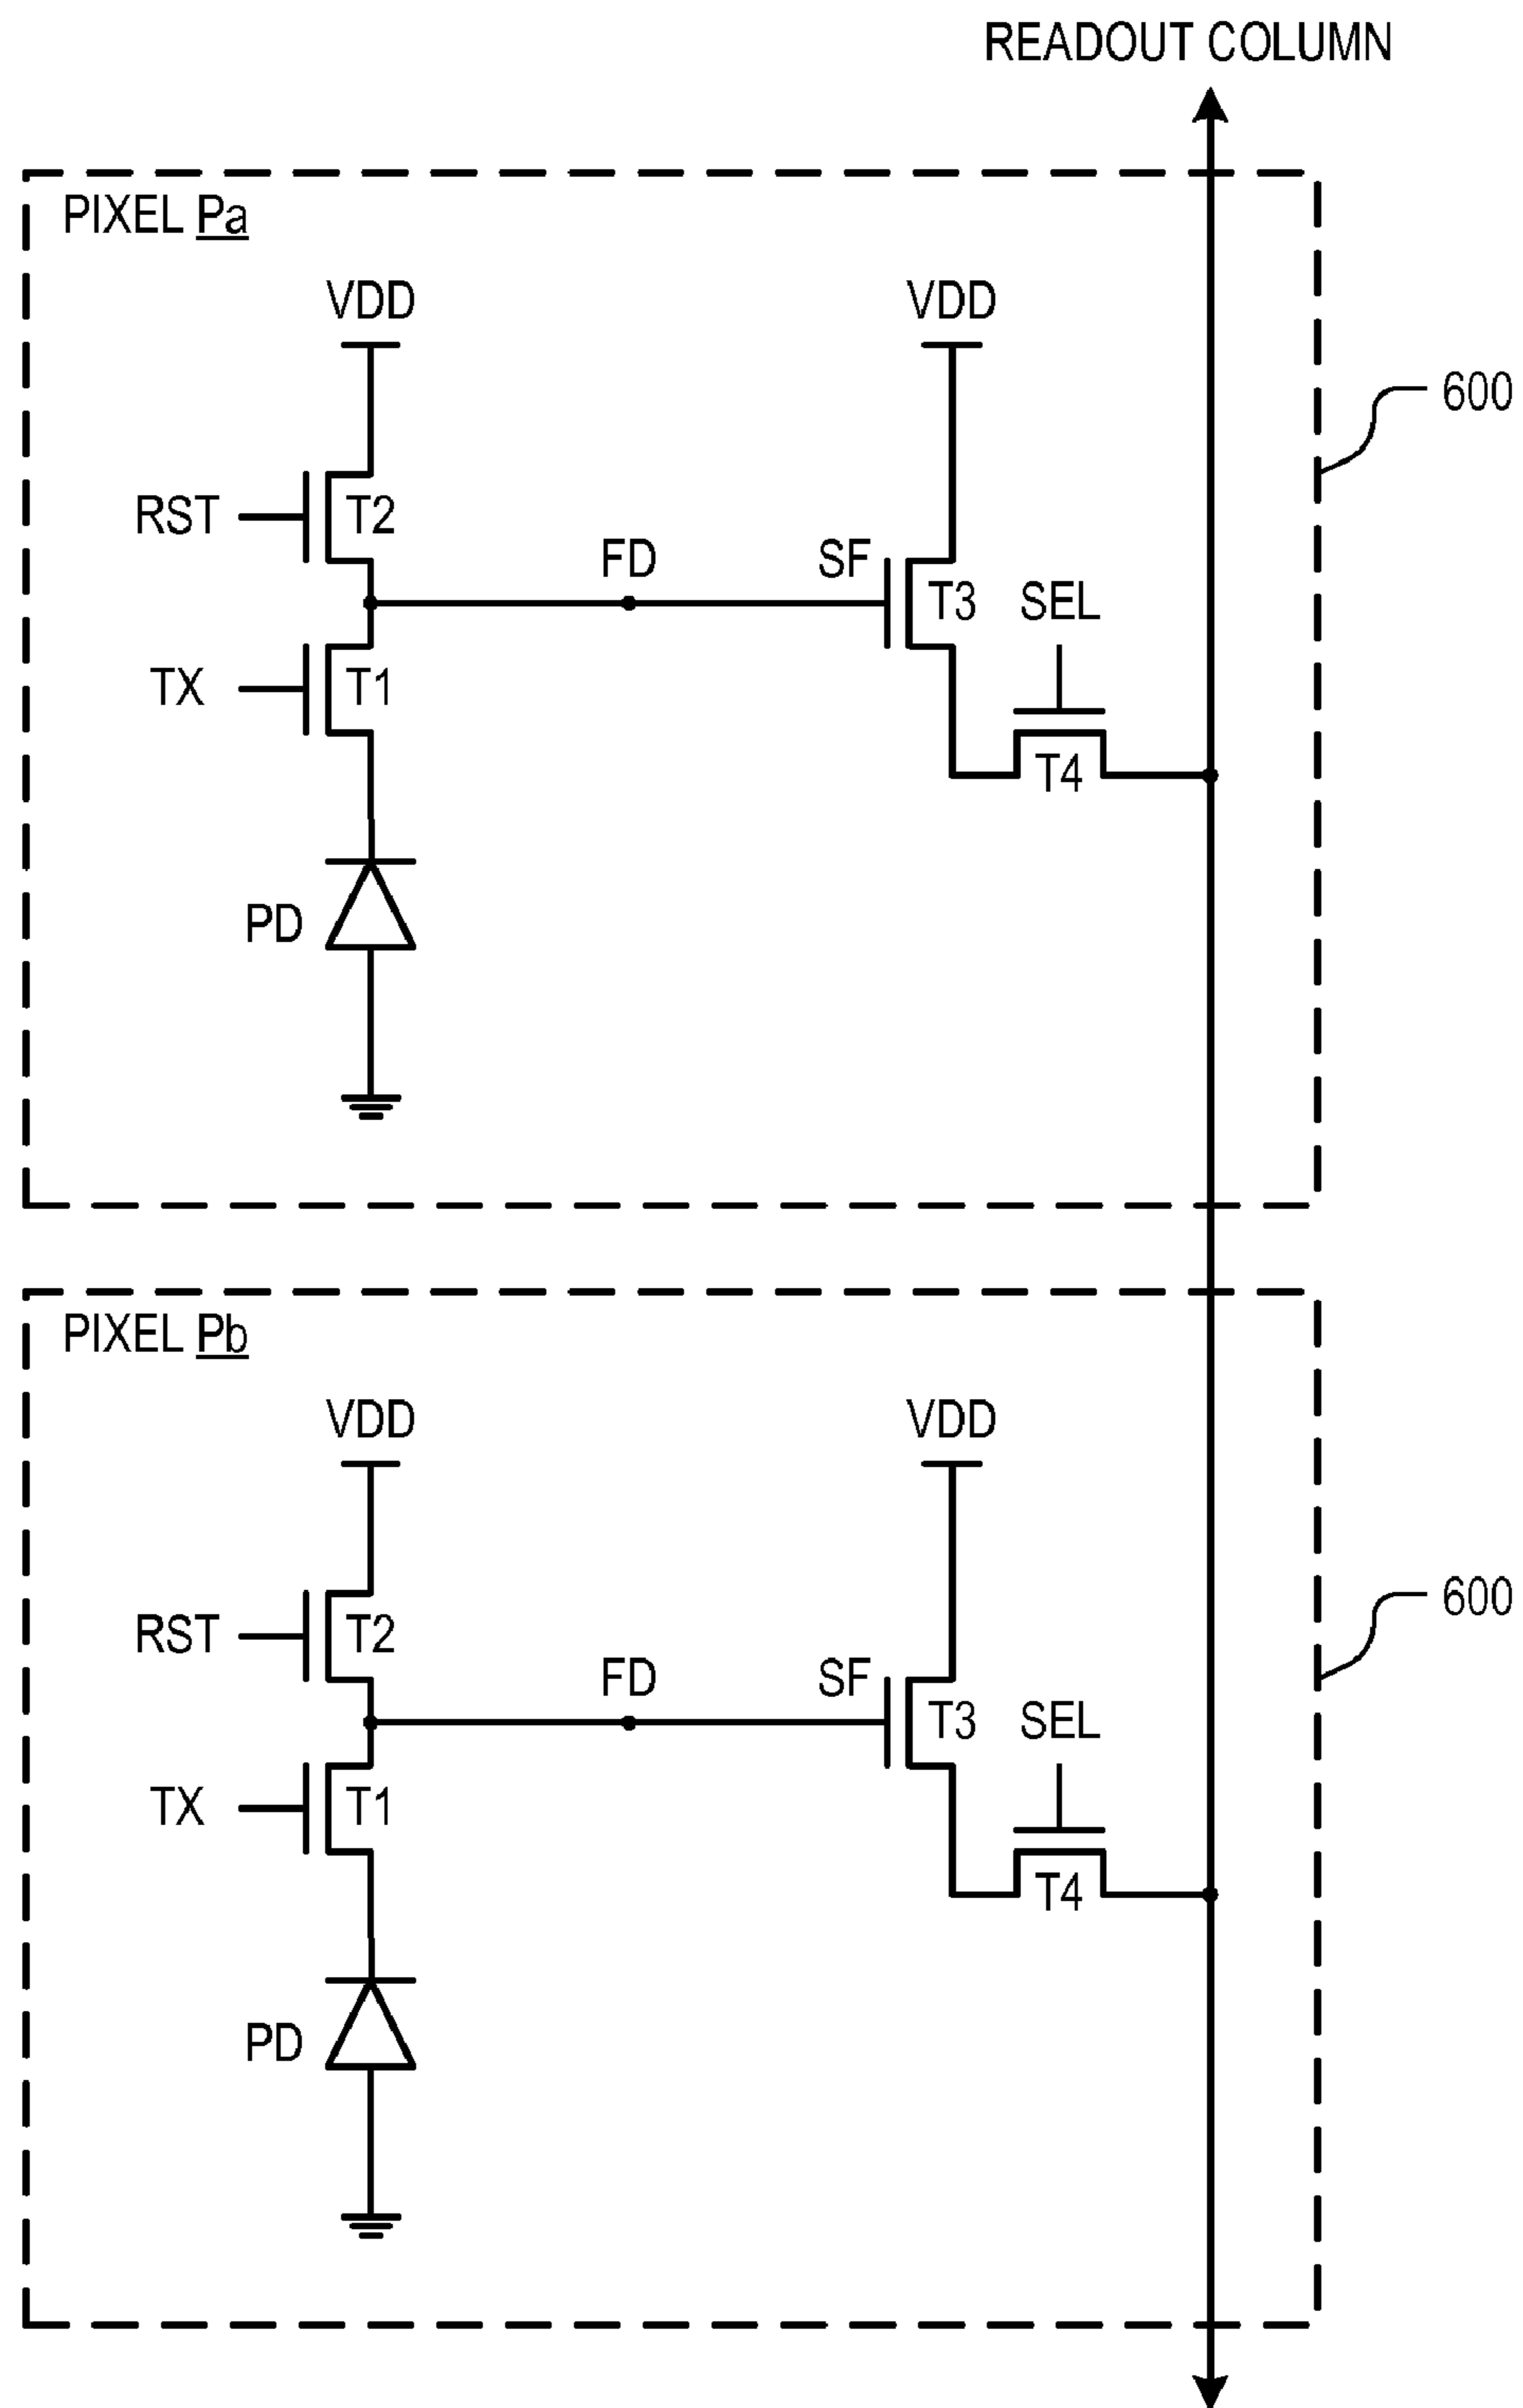 READOUT COLUMN
PIXEL Pa
VDD
VDD
600
RST
T2
FD
SF
T3
SEL
TX
T1
T4
PD
PIXEL Pb
VDD
VDD
600
RST
T2
FD
SF
T3
SEL
TX
T1
T4
PD